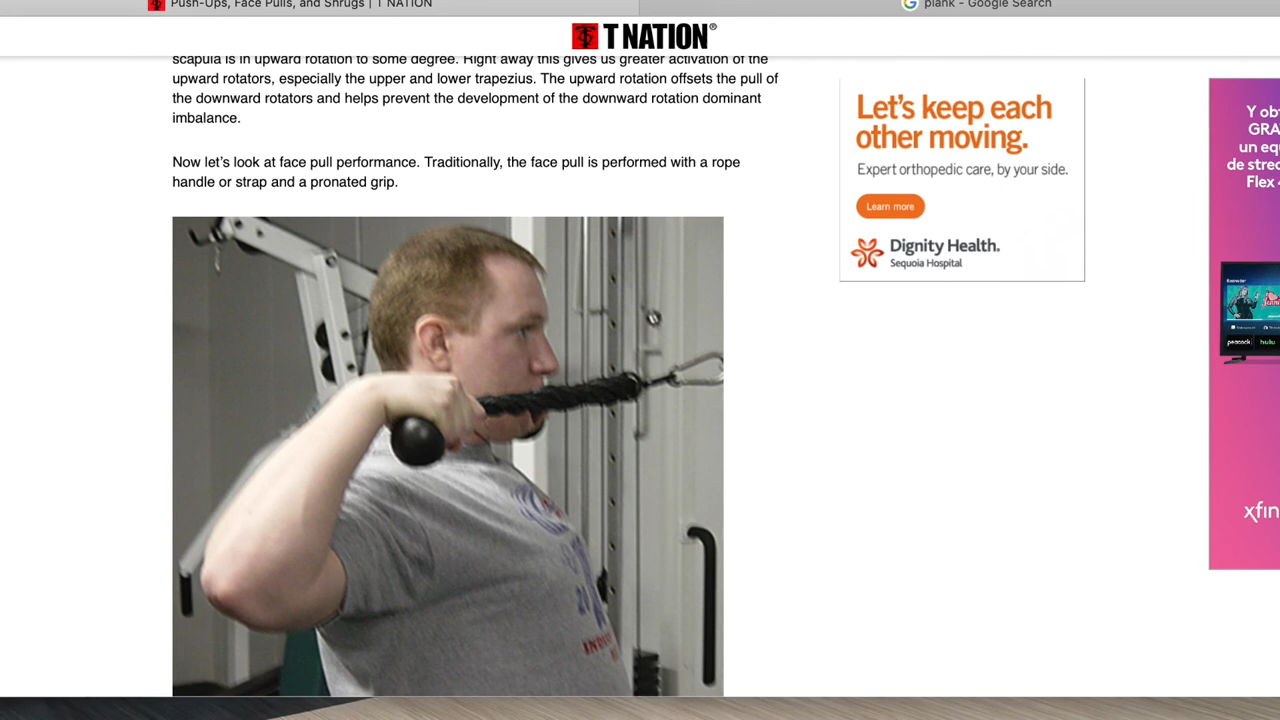 Push-Ups, Face Pulls, and Shrugs | T NATION
plank - Google Search
T NATION®
scapula is in upward rotation to some degree. Right away this gives us greater activation of the
upward rotators, especially the upper and lower trapezius. The upward rotation offsets the pull of
the downward rotators and helps prevent the development of the downward rotation dominant
imbalance.
Now let’s look at face pull performance. Traditionally, the face pull is performed with a rope
handle or strap and a pronated grip.
Let’s keep each
other moving.
Expert orthopedic care, by your side.
Learn more
Dignity Health.
Sequoia Hospital
Y ob
GRA
un equ
de strea
Flex
peacock
hulu
xfin